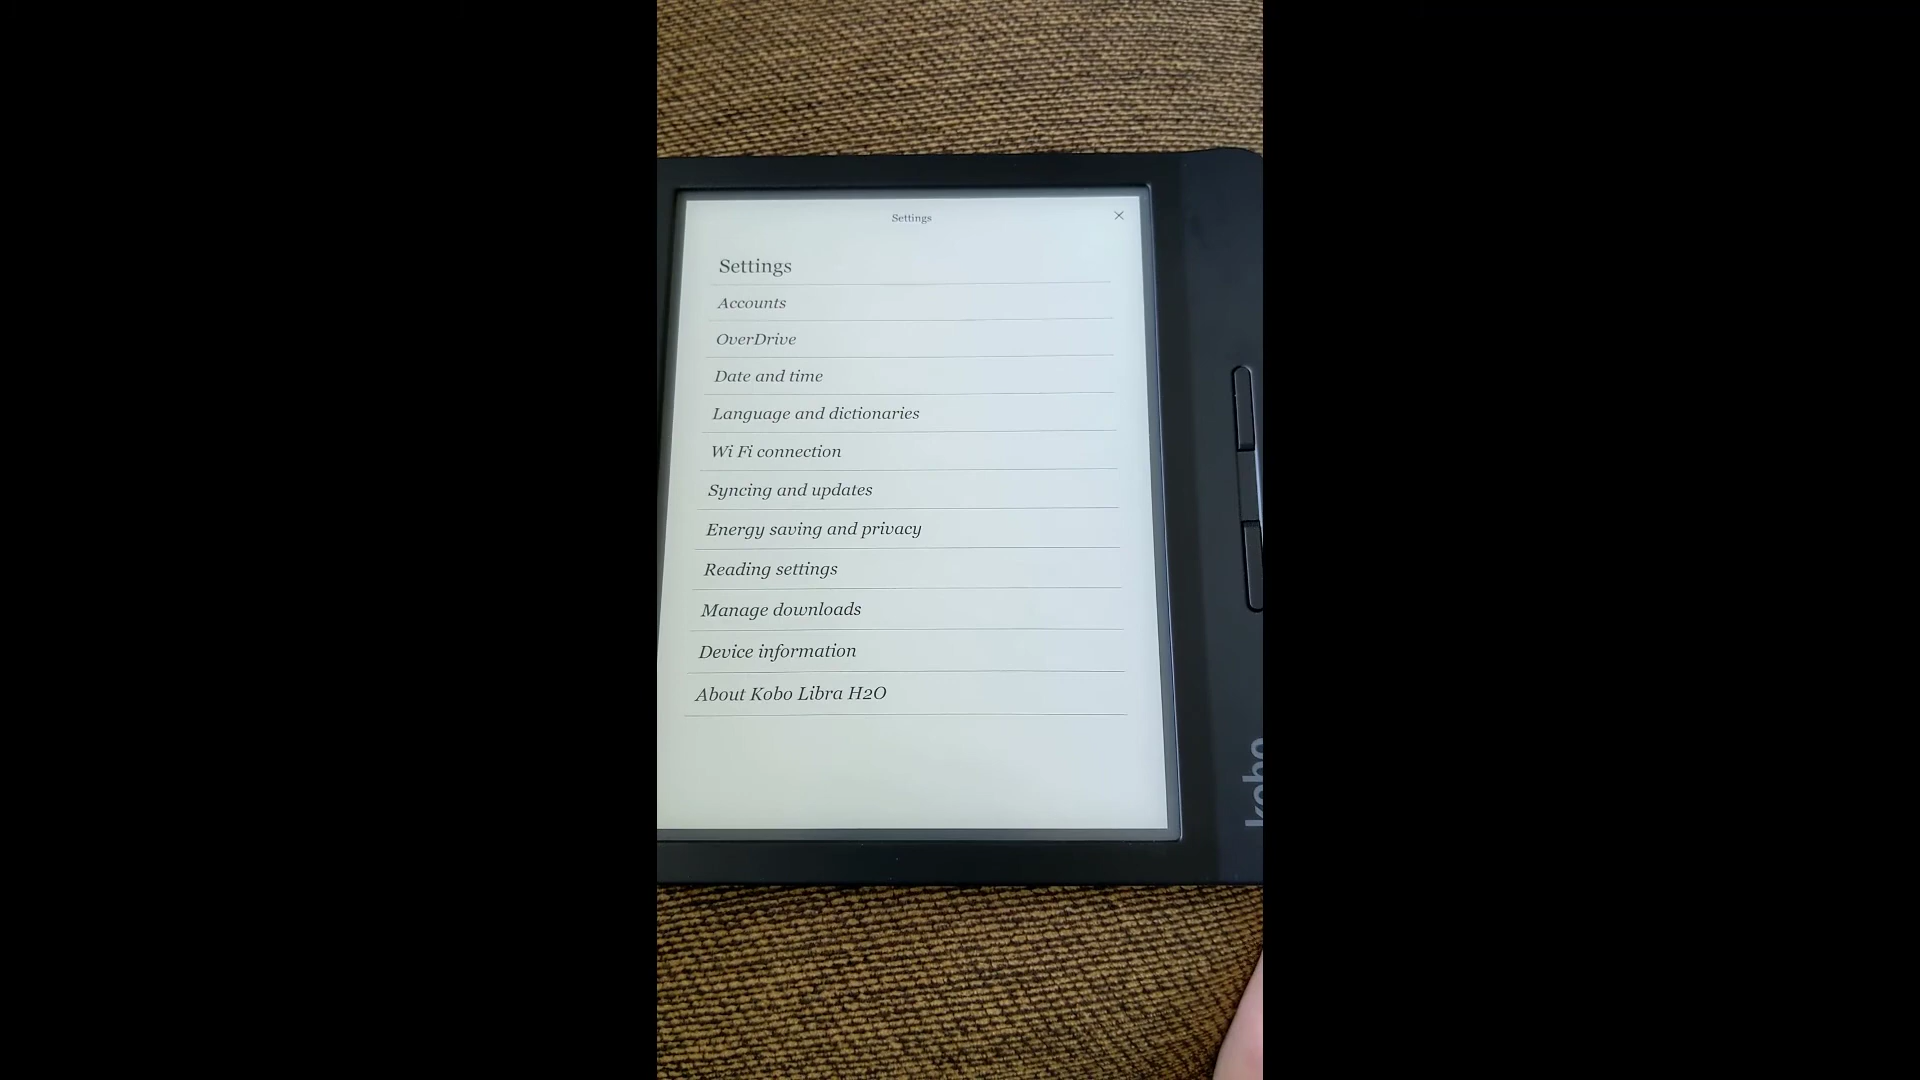 Settings
Settings
Accounts
OverDrive
Date and time
Language and dictionaries
Wi Fi connection
Syncing and updates
Energy saving and privacy
Reading settings
Manage downloads
Device information
About Kobo Libra H2O
kobo